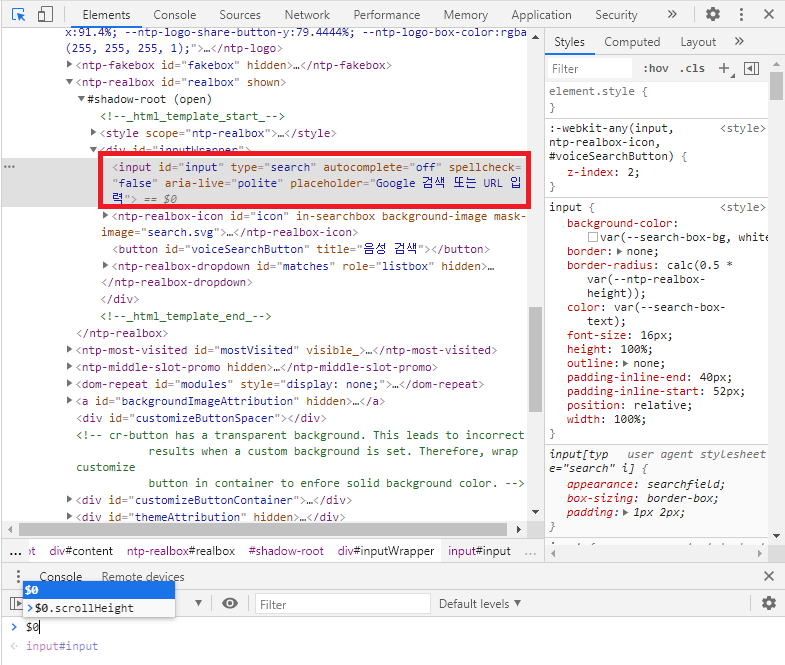 Elements Console Sources Network Performance Memory Application Security »
x:91.4%; --ntp-logo-share-button-y:79.4444%; --ntp-logo-box-color:rgba
(255, 255, 255, 1);">…</ntp-logo>
<ntp-fakebox id="fakebox" hidden>…</ntp-fakebox>
<ntp-realbox id="realbox" shown>
#shadow-root (open)
<!--_html_template_start_-->
<style scope="ntp-realbox">…</style>
<div id="inputWrapper">
<input id="input" type="search" autocomplete="off" spellcheck=
"false" aria-live="polite" placeholder="Google 검색 또는 URL 입
력"> == $0
<ntp-realbox-icon id="icon" in-searchbox background-image mask-
image="search.svg">…</ntp-realbox-icon>
<button id="voiceSearchButton" title="음성 검색"></button>
<ntp-realbox-dropdown id="matches" role="listbox" hidden>…
</ntp-realbox-dropdown>
</div>
<!--_html_template_end_-->
</ntp-realbox>
<ntp-most-visited id="mostVisited" visible_>…</ntp-most-visited>
<ntp-middle-slot-promo hidden>…</ntp-middle-slot-promo>
<dom-repeat id="modules" style="display: none;">…</dom-repeat>
<a id="backgroundImageAttribution" hidden>…</a>
<div id="customizeButtonSpacer"></div>
<!-- cr-button has a transparent background. This leads to incorrect
results when a custom background is set. Therefore, wrap
customize
button in container to enfore solid background color. -->
<div id="customizeButtonContainer">…</div>
<div id="themeAttribution" hidden>…</div>
... ot div#content ntp-realbox#realbox #shadow-root div#inputWrapper input#input ...
Styles Computed Layout »
Filter :hov .cls +
element.style {
}
:-webkit-any(input, <style>
ntp-realbox-icon,
#voiceSearchButton) {
z-index: 2;
}
input { <style>
background-color:
var(--search-box-bg, white
border: none;
border-radius: calc(0.5 *
var(--ntp-realbox-
height));
color: var(--search-box-
text);
font-size: 16px;
height: 100%;
outline: none;
padding-inline-end: 40px;
padding-inline-start: 52px;
position: relative;
width: 100%;
}
input[typ user agent stylesheet
e="search" i] {
appearance: searchfield;
box-sizing: border-box;
padding: 1px 2px;
}
Console Remote devices
$0
>$0.scrollHeight
Filter Default levels ▼
> $0
input#input